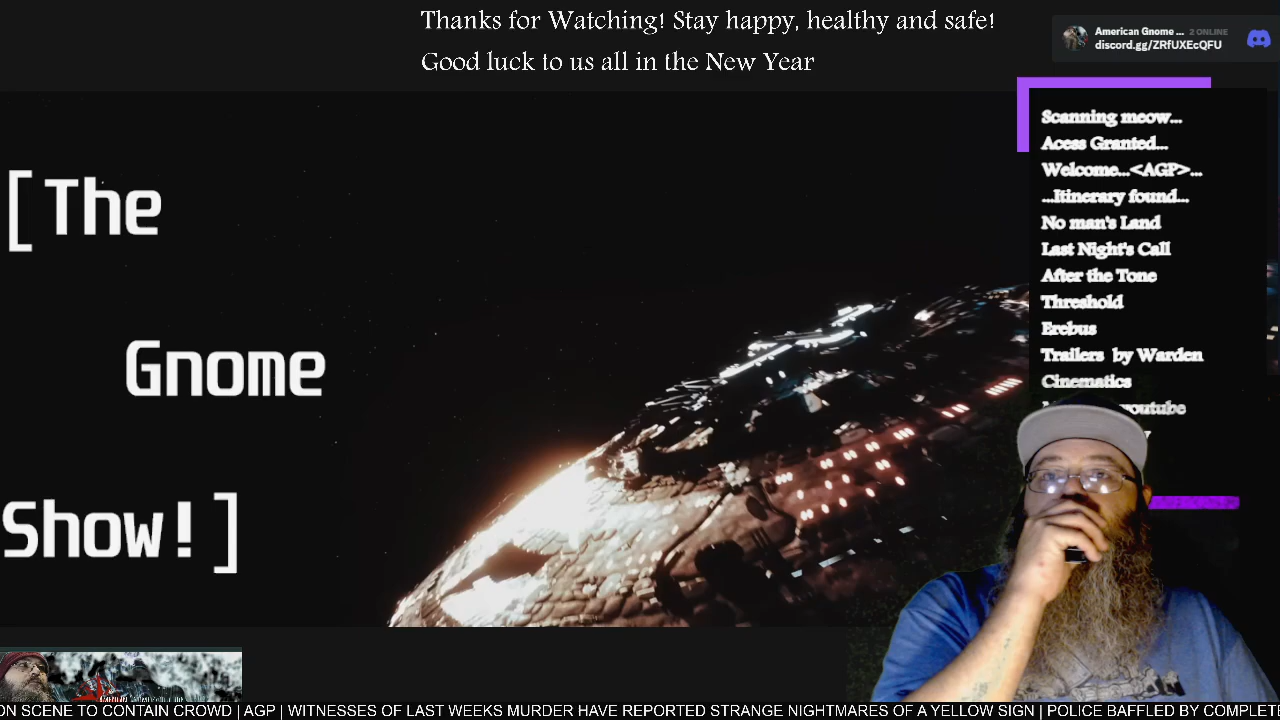 Thanks for Watching! Stay happy, healthy and safe!
Good luck to us all in the New Year
American Gnome ... 2 ONLINE
discord.gg/ZRfUXEcQFU
[The
Gnome
Show!]
Scanning meow...
Acess Granted...
Welcome...<AGP>...
...Itinerary found...
No man's Land
Last Night's Call
After the Tone
Threshold
Erebus
Trailers by Warden
Cinematics
youtube
ON SCENE TO CONTAIN CROWD | AGP | WITNESSES OF LAST WEEKS MURDER HAVE REPORTED STRANGE NIGHTMARES OF A YELLOW SIGN | POLICE BAFFLED BY COMPLETE